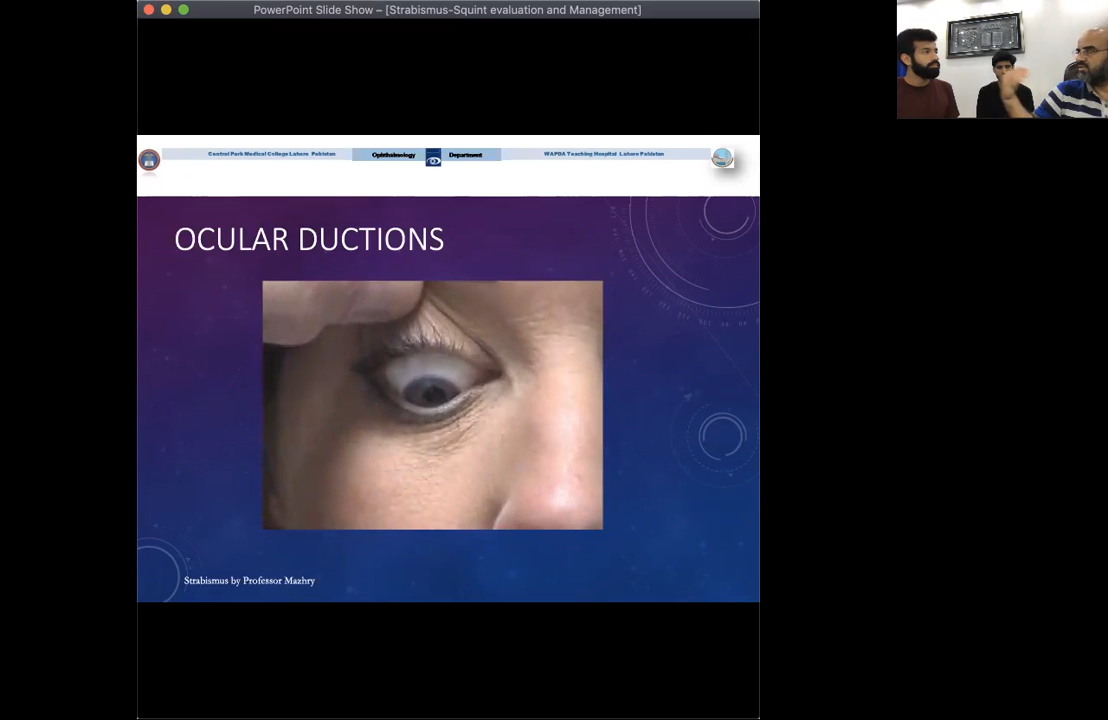 PowerPoint Slide Show – [Strabismus-Squint evaluation and Management]
Central Park Medical College Lahore Pakistan
Ophthalmology Department
WAPDA Teaching Hospital Lahore Pakistan
OCULAR DUCTIONS
Strabismus by Professor Mazhry